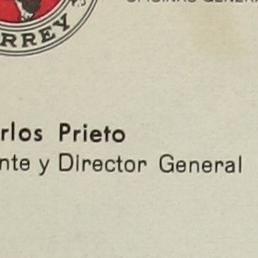 RREY
rlos Prieto
nte y Director General